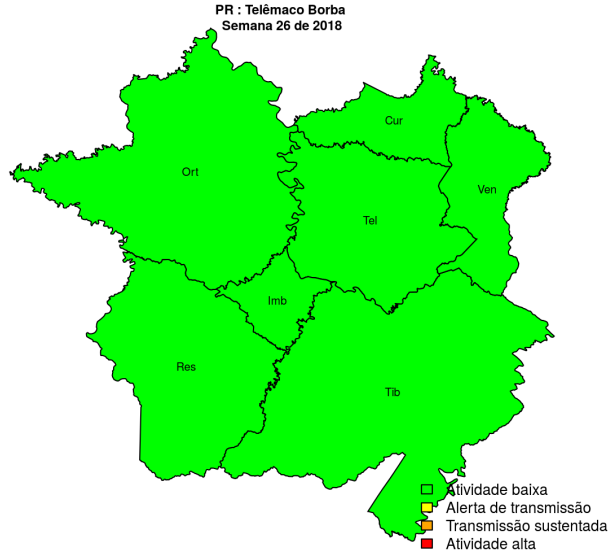 PR : Telêmaco Borba
Semana 26 de 2018
Cur
Ort
Ven
Tel
Imb
Res
Tib
Atividade baixa
Alerta de transmissão
Transmissão sustentada
Atividade alta